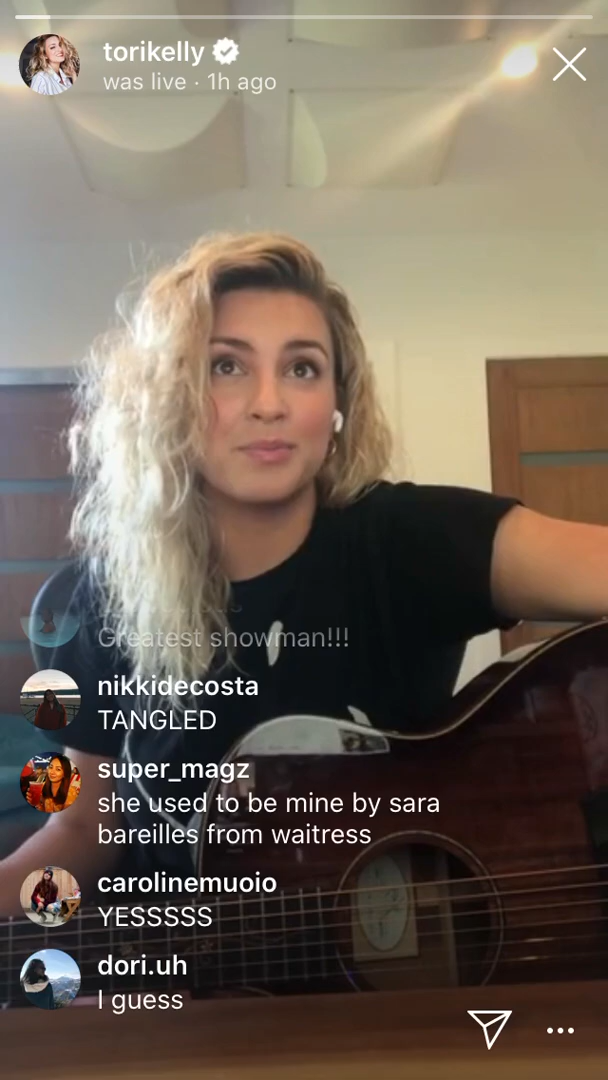 torikelly
was live · 1h ago
Greatest showman!!!
nikkidecosta
TANGLED
super_magz
she used to be mine by sara
bareilles from waitress
carolinemuoio
YESSSSS
dori.uh
I guess